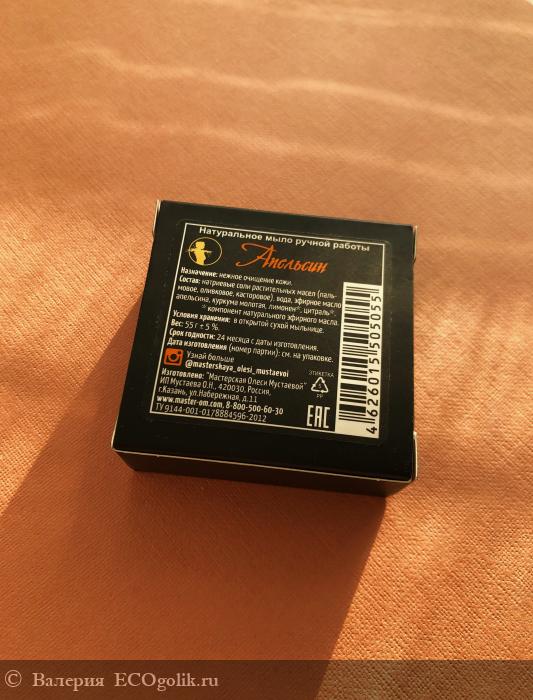 Натуральное мыло ручной работы
Апельсин
Назначение: нежное очищение кожи.
Состав: натриевые соли растительных масел (паль-
мовое, оливковое, касторовое), вода, эфирное масло
апельсина, куркума молотая, лимонен*, цитраль*.
* компонент натурального эфирного масла.
Условия хранения: в открытой сухой мыльнице.
Вес: 55 г ± 5 %.
Срок годности: 24 месяца с даты изготовления.
Дата изготовления (номер партии): см. на упаковке.
Узнай больше
@masterskaya_olesi_mustaevoi
ЭТИКЕТКА
PP
Изготовлено: "Мастерская Олеси Мустаевой"
ИП Мустаева О.Н., 420030, Россия,
г.Казань, ул.Набережная, д.11
www.master-om.com, 8-800-500-60-30
ТУ 9144-001-0178884596-2012
EAC
4 626015 505055
© Валерия ECOgolik.ru